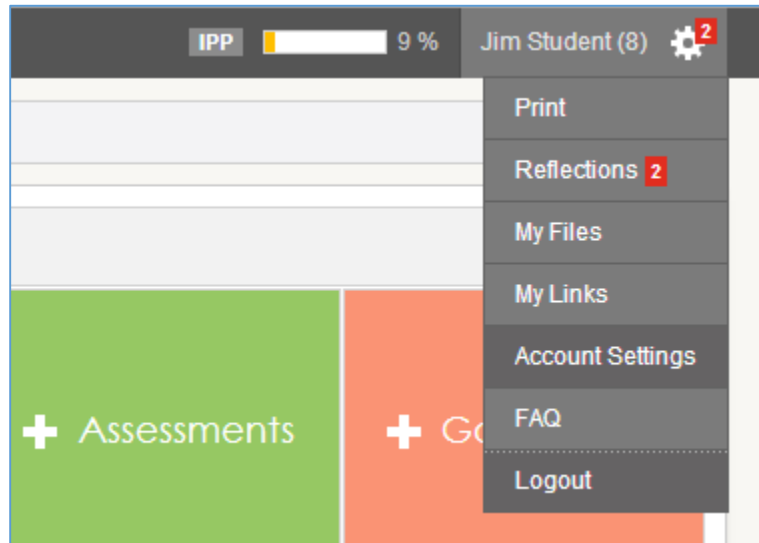 IPP 9 % Jim Student (8) 2
Print
Reflections 2
My Files
My Links
Account Settings
FAQ
Logout
Assessments